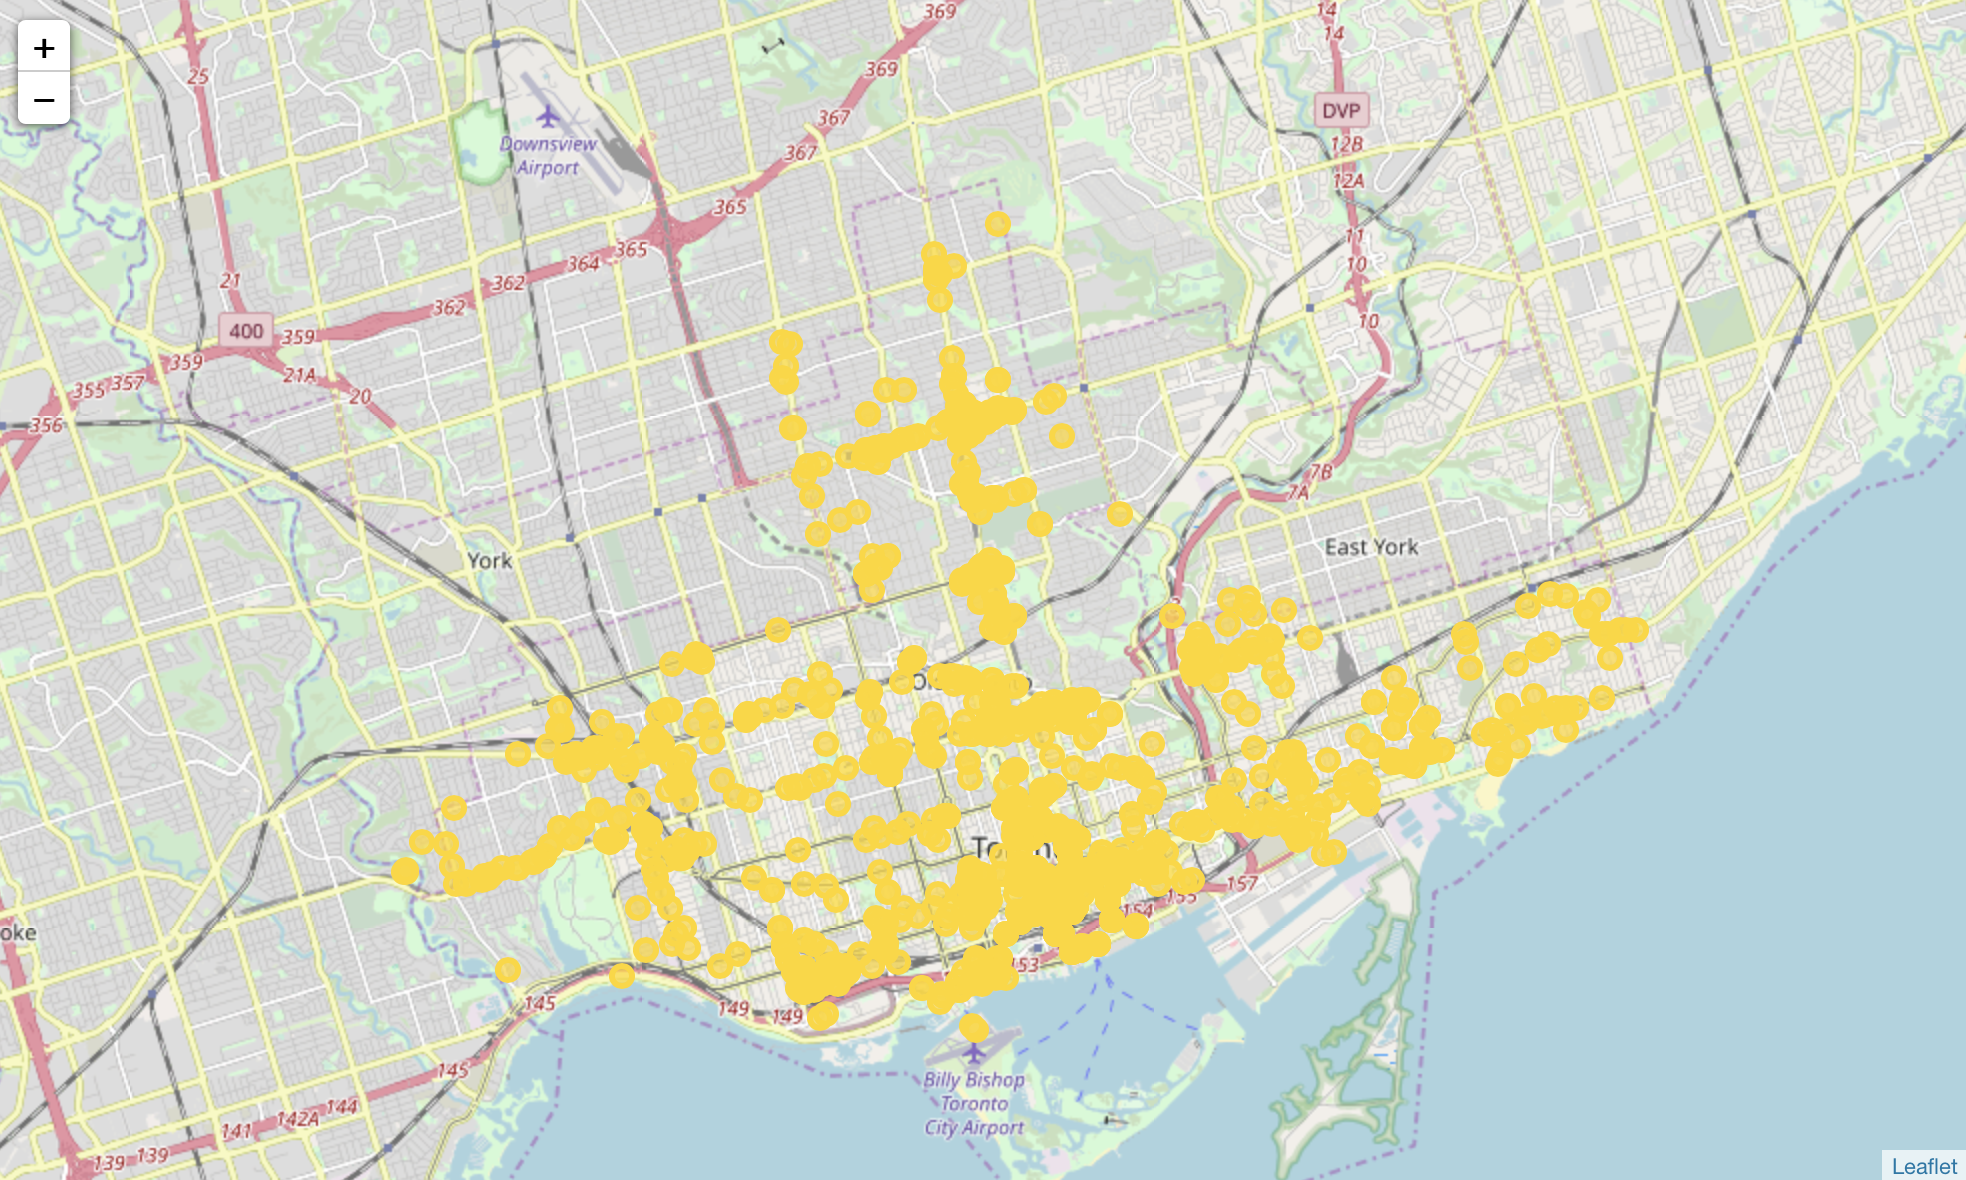 +
−
369
14
14
25
369
DVP
367
12B
Downsview
Airport
367
12A
365
11
365
364
10
21
362
362
10
400
359
359
21A
357
355
20
356
7B
7A
East York
York
157
155
154
oke
153
145
149
149
145
Billy Bishop
Toronto
City Airport
144
142A
141
139
139
Leaflet